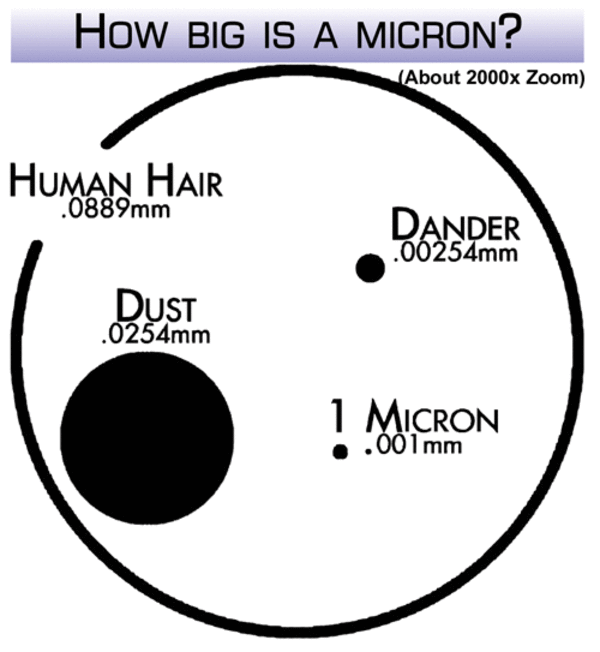 HOW BIG IS A MICRON?
(About 2000x Zoom)
HUMAN HAIR
.0889mm
DANDER
.00254mm
DUST
.0254mm
1 MICRON
.001mm